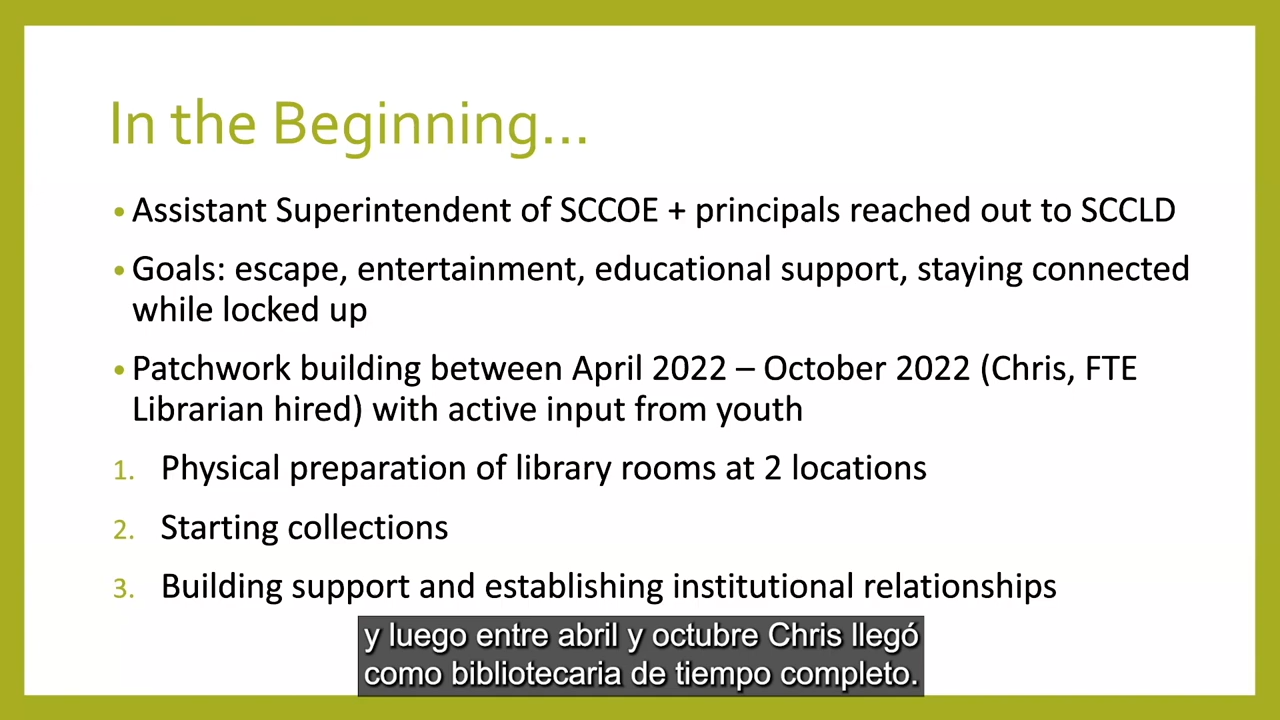 In the Beginning...
• Assistant Superintendent of SCCOE + principals reached out to SCCLD
• Goals: escape, entertainment, educational support, staying connected
while locked up
• Patchwork building between April 2022 – October 2022 (Chris, FTE
Librarian hired) with active input from youth
1. Physical preparation of library rooms at 2 locations
2. Starting collections
3. Building support and establishing institutional relationships
y luego entre abril y octubre Chris llegó
como bibliotecaria de tiempo completo.